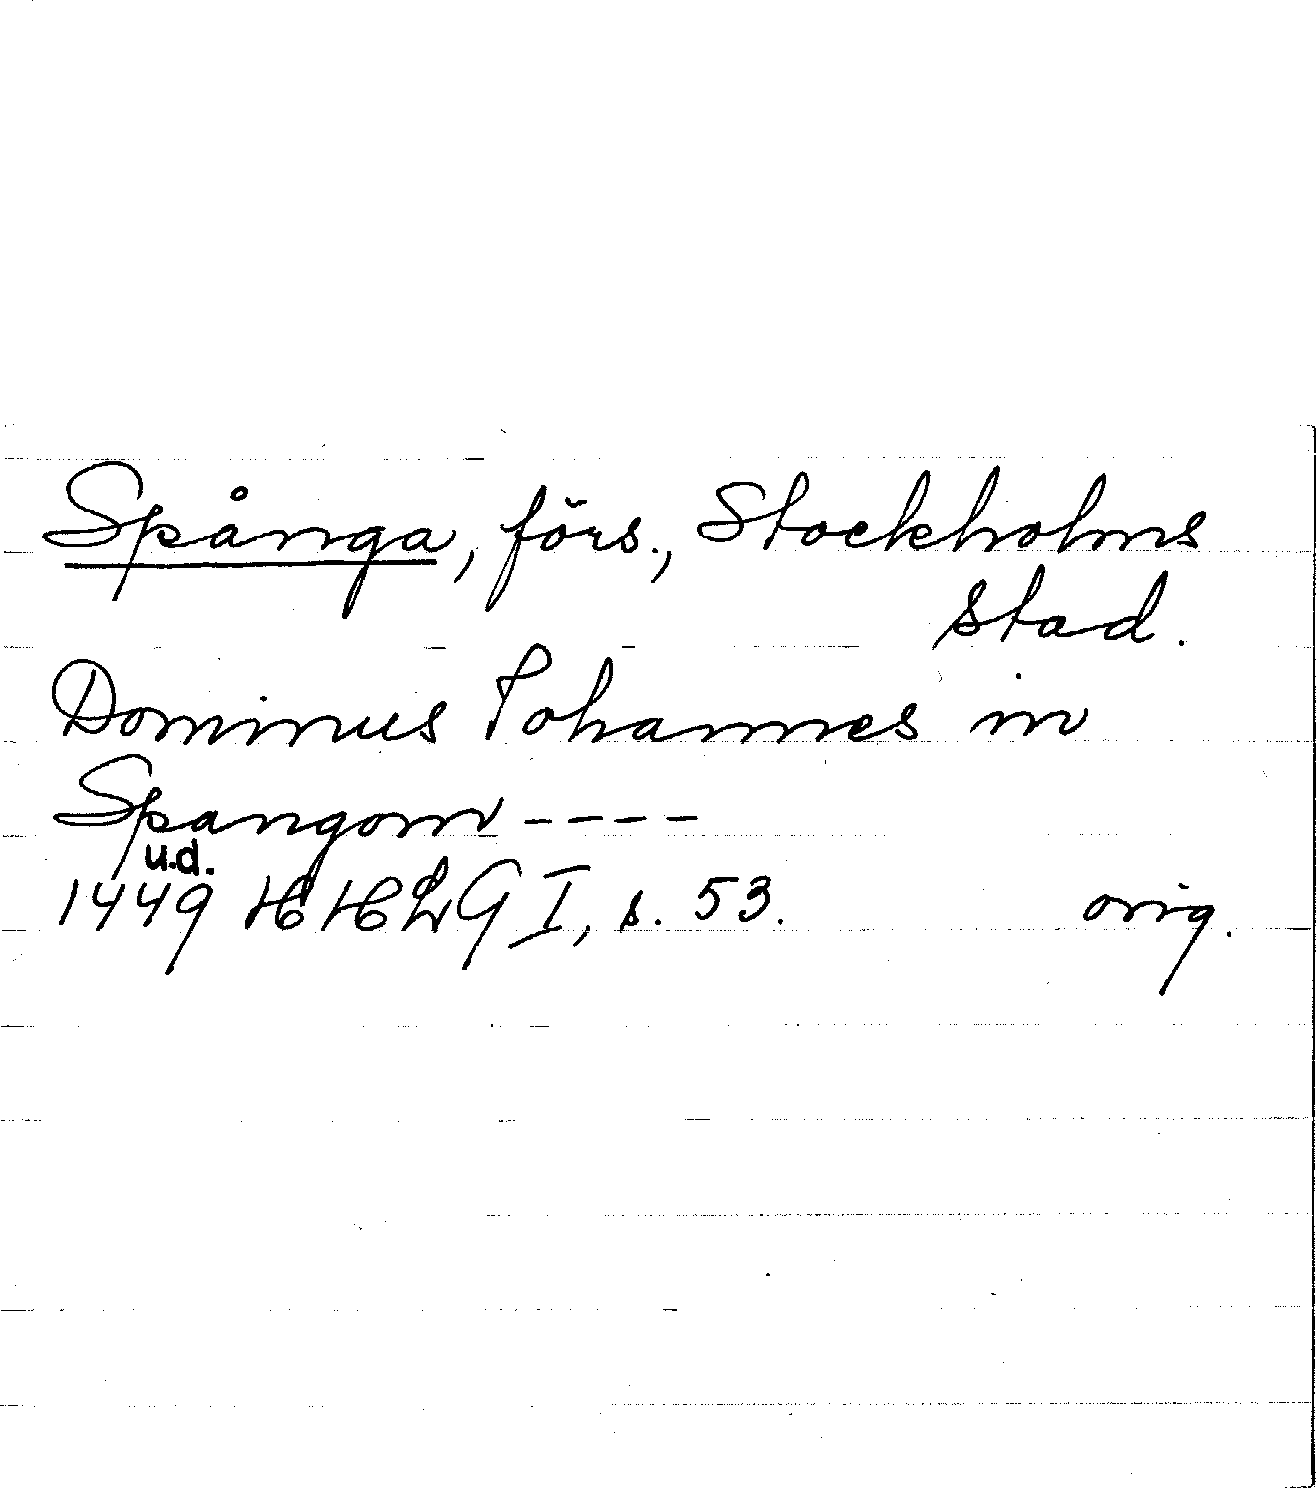 Spånga, förs., Stockholms
stad.
Dominus Iohannes in
Spangom ----
u.d.
1449 HHLG I, s. 53. orig.